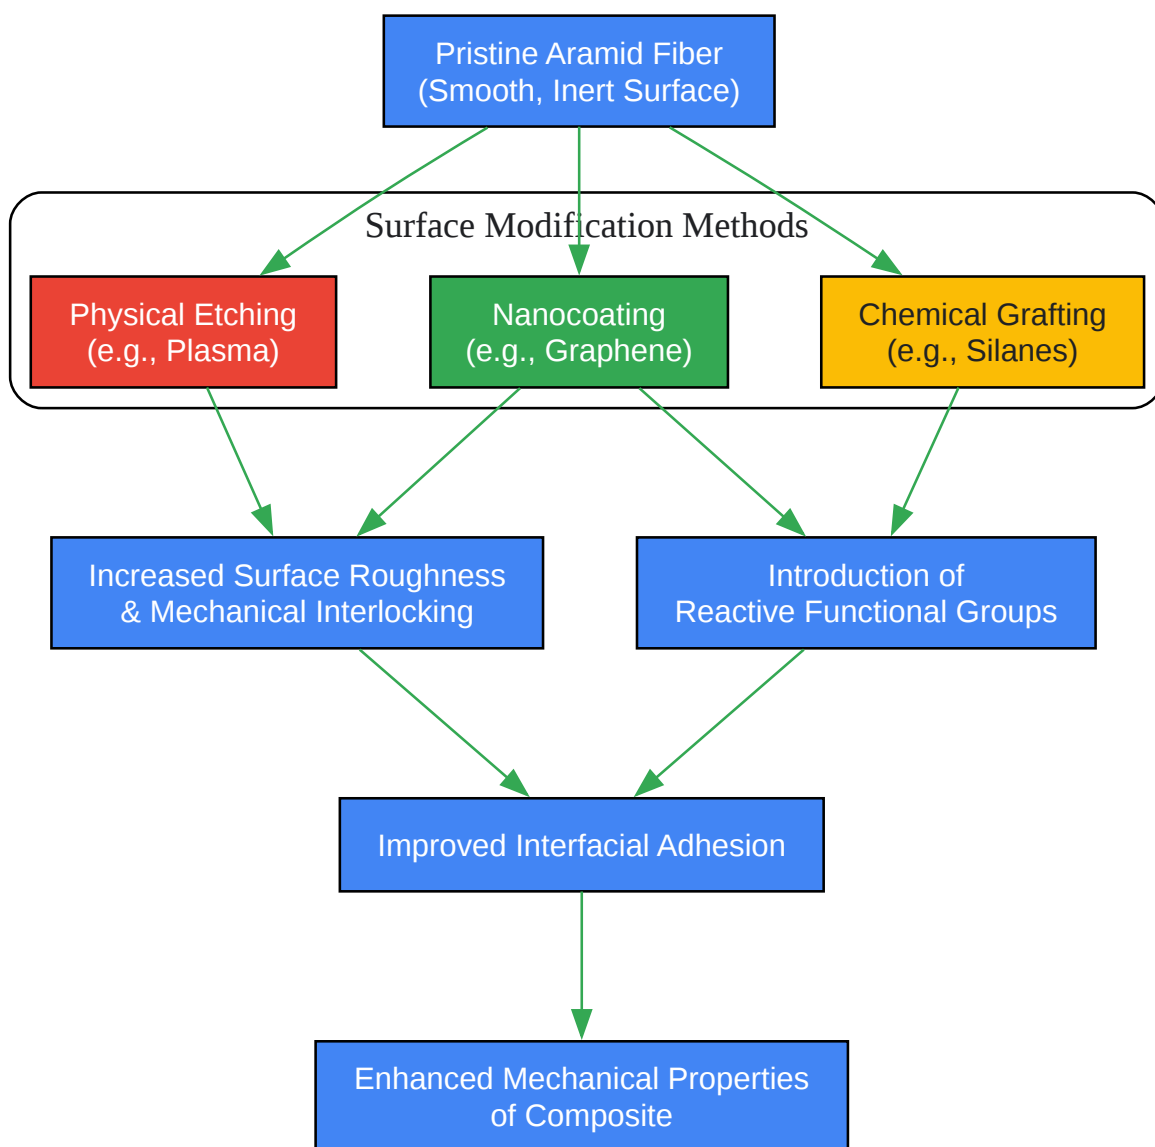 Pristine Aramid Fiber
(Smooth, Inert Surface)
Surface Modification Methods
Physical Etching
(e.g., Plasma)
Nanocoating
(e.g., Graphene)
Chemical Grafting
(e.g., Silanes)
Increased Surface Roughness
& Mechanical Interlocking
Introduction of
Reactive Functional Groups
Improved Interfacial Adhesion
Enhanced Mechanical Properties
of Composite